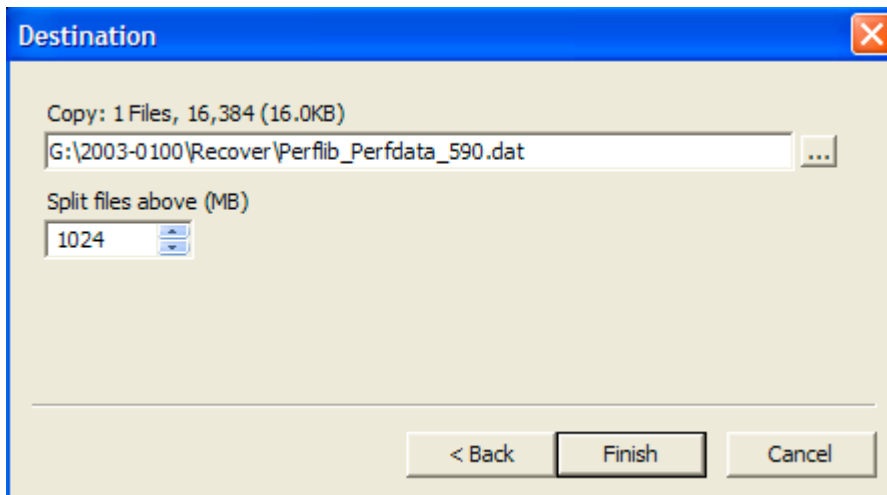 Destination
Copy: 1 Files, 16,384 (16.0KB)
G:\2003-0100\Recover\Perflib_Perfdata_590.dat
...
Split files above (MB)
1024
< Back Finish Cancel